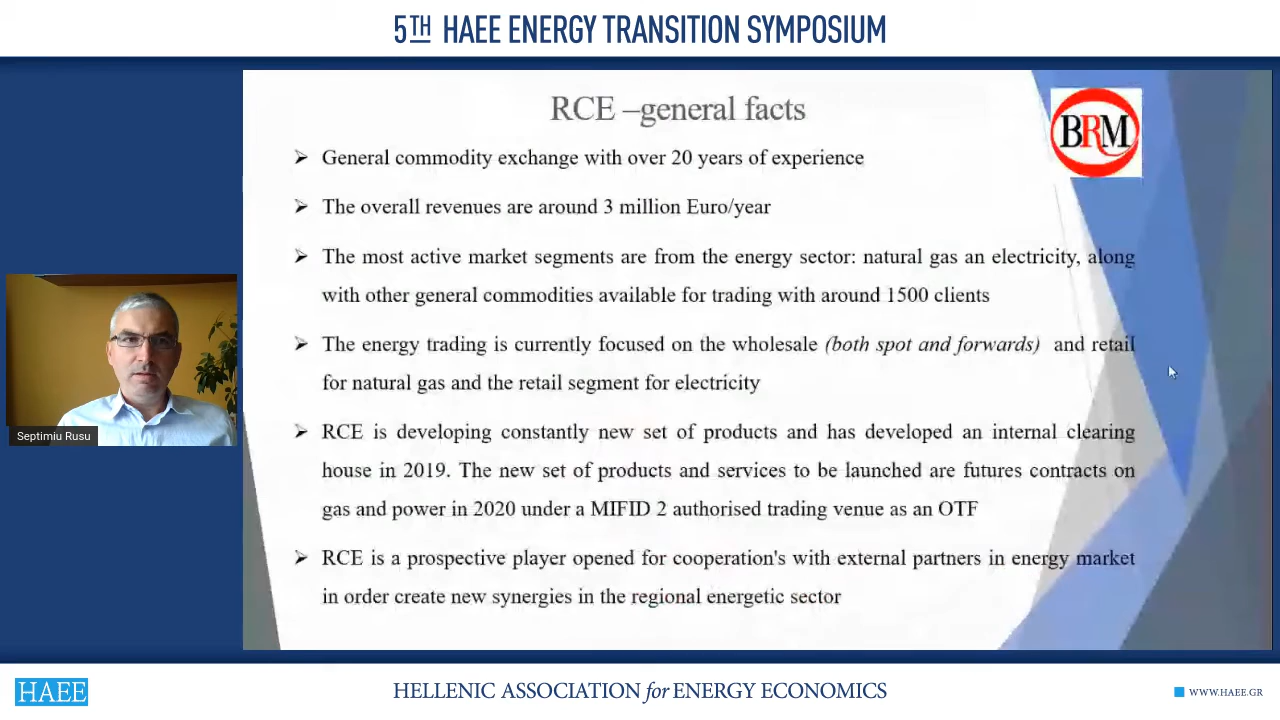 5TH HAEE ENERGY TRANSITION SYMPOSIUM
RCE –general facts
BRM
General commodity exchange with over 20 years of experience
The overall revenues are around 3 million Euro/year
The most active market segments are from the energy sector: natural gas an electricity, along
with other general commodities available for trading with around 1500 clients
The energy trading is currently focused on the wholesale (both spot and forwards) and retail
for natural gas and the retail segment for electricity
RCE is developing constantly new set of products and has developed an internal clearing
house in 2019. The new set of products and services to be launched are futures contracts on
gas and power in 2020 under a MIFID 2 authorised trading venue as an OTF
RCE is a prospective player opened for cooperation's with external partners in energy market
in order create new synergies in the regional energetic sector
Septimiu Rusu
HAEE
HELLENIC ASSOCIATION for ENERGY ECONOMICS
WWW.HAEE.GR